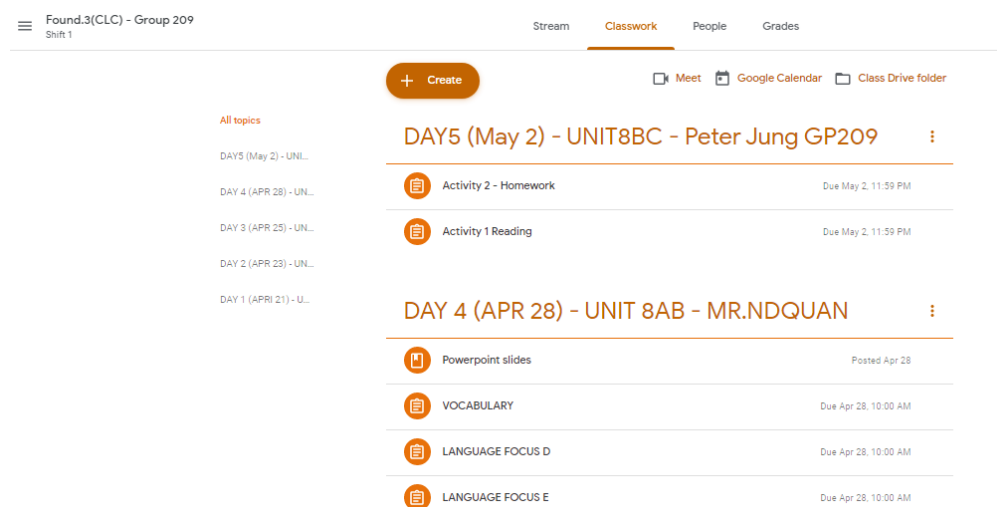 Found.3(CLC) - Group 209
Shift 1
Stream
Classwork
People
Grades
Create
Meet
Google Calendar
Class Drive folder
All topics
DAY5 (May 2) - UNI...
DAY 4 (APR 28) - UN...
DAY 3 (APR 25) - UN...
DAY 2 (APR 23) - UN...
DAY 1 (APRI 21) - U...
DAY5 (May 2) - UNIT8BC - Peter Jung GP209
Activity 2 - Homework Due May 2, 11:59 PM
Activity 1 Reading Due May 2, 11:59 PM
DAY 4 (APR 28) - UNIT 8AB - MR.NDQUAN
Powerpoint slides Posted Apr 28
VOCABULARY Due Apr 28, 10:00 AM
LANGUAGE FOCUS D Due Apr 28, 10:00 AM
LANGUAGE FOCUS E Due Apr 28, 10:00 AM